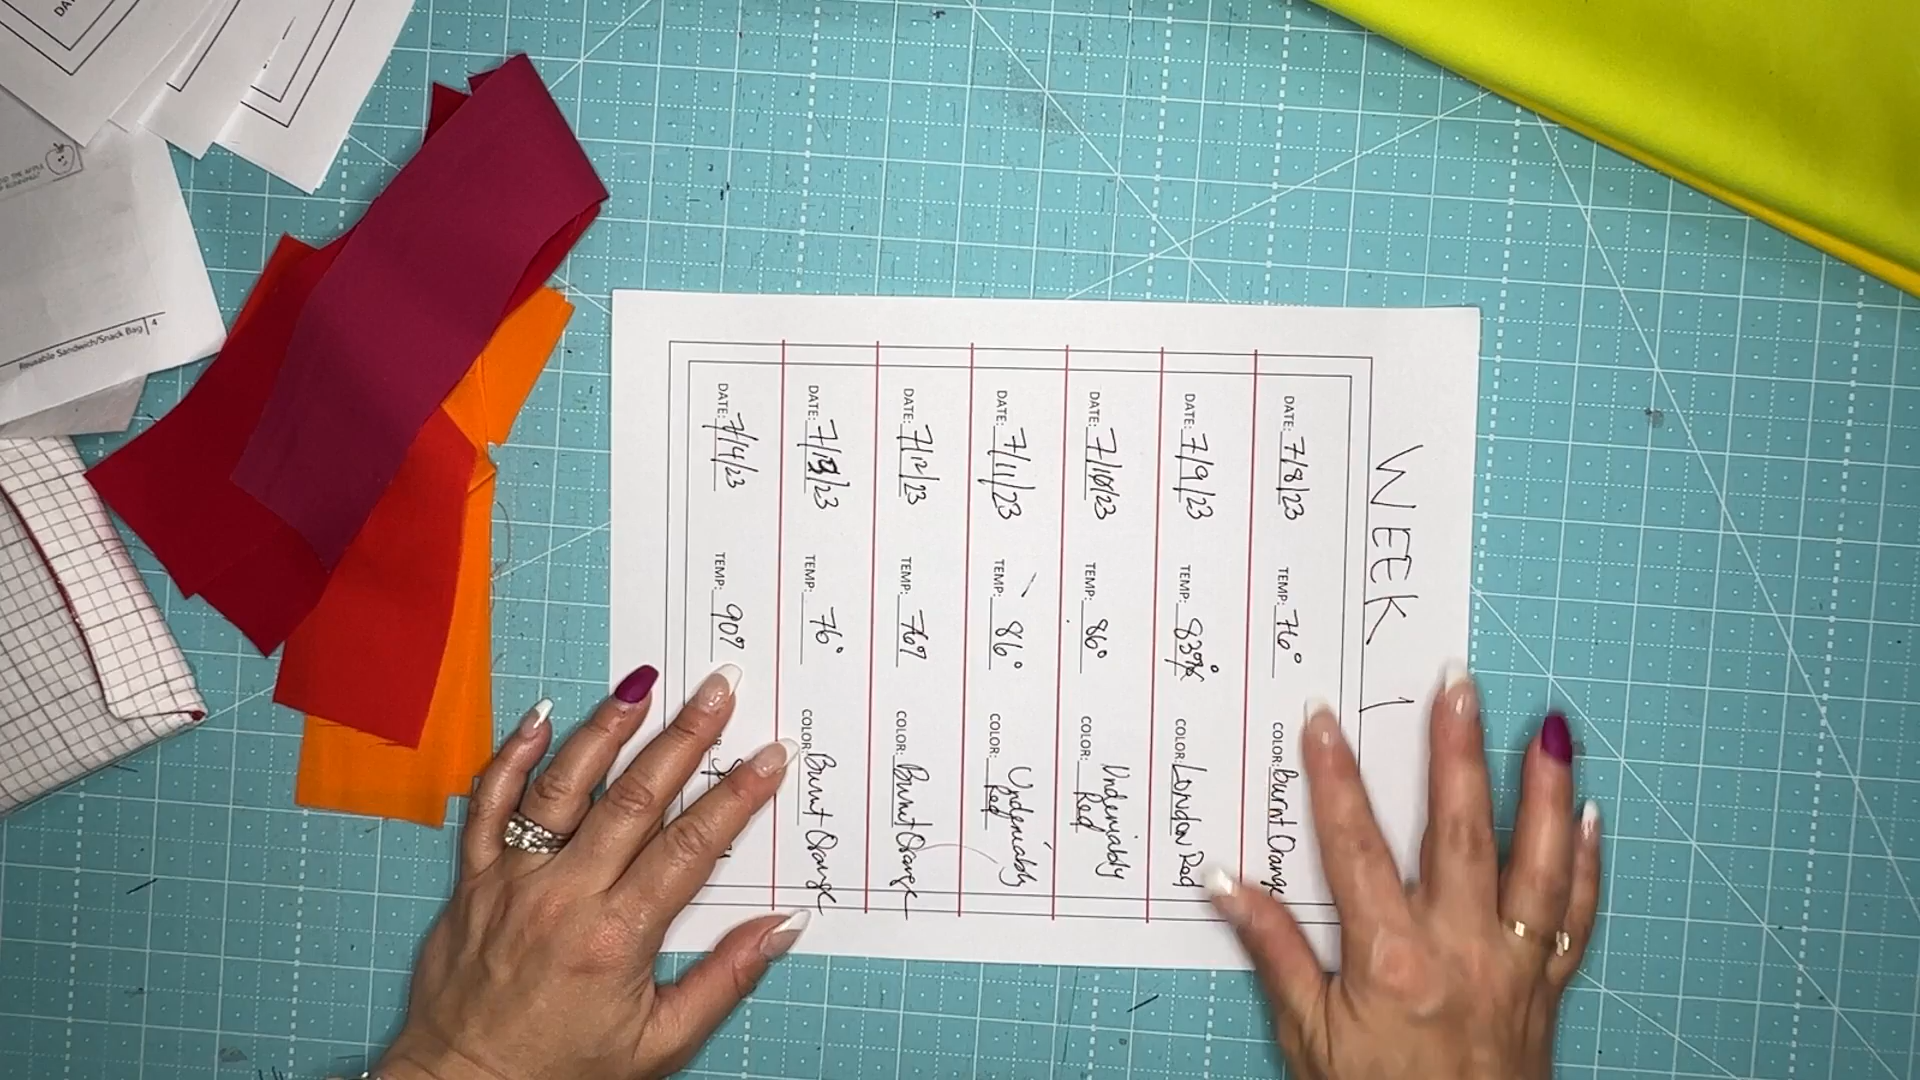 WEEK 1
DATE: 7/8/23 TEMP: 76° COLOR: Burnt Orange
DATE: 7/9/23 TEMP: 83° COLOR: London Red
DATE: 7/10/23 TEMP: 86° COLOR: Undeniably Red
DATE: 7/11/23 TEMP: 86° COLOR: Undeniably Red
DATE: 7/12/23 TEMP: 76° COLOR: Burnt Orange
DATE: 7/13/23 TEMP: 76° COLOR: Burnt Orange
DATE: 7/14/23 TEMP: 90°
Reusable Sandwich/Snack Bag | 4